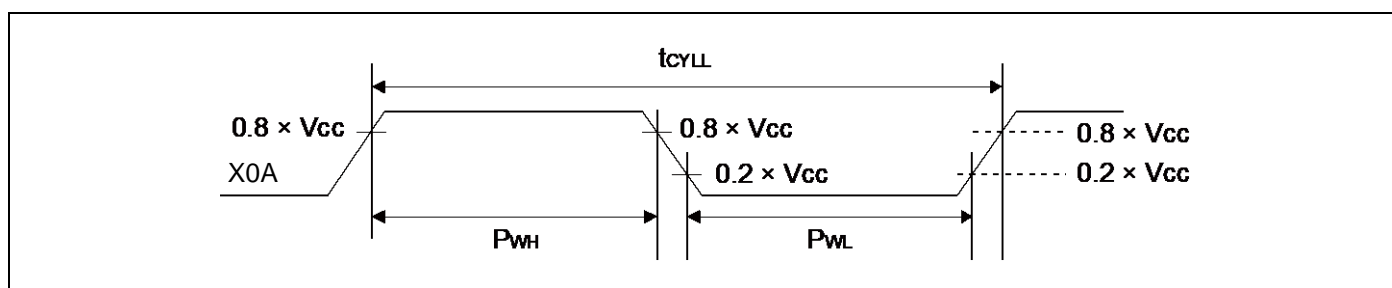 tCYLL
0.8 × Vcc 0.8 × Vcc 0.8 × Vcc
X0A 0.2 × Vcc 0.2 × Vcc
PWH PWL